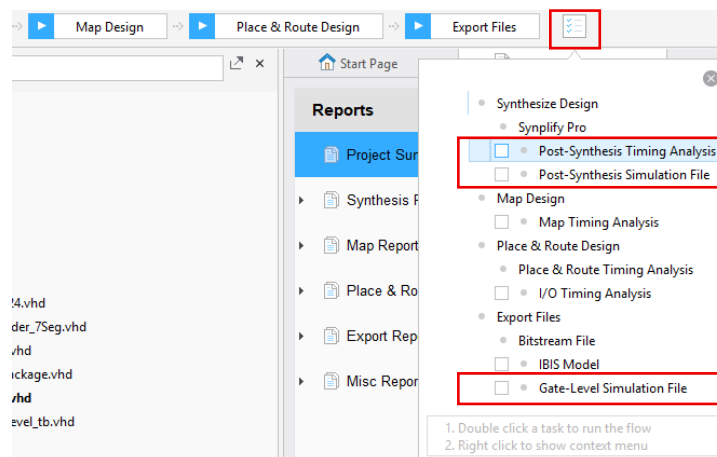 Map Design
Place & Route Design
Export Files
Start Page
Reports
Project Sur
Synthesis R
Map Report
Place & Ro
Export Rep
Misc Repor
Synthesize Design
Synplify Pro
Post-Synthesis Timing Analysis
Post-Synthesis Simulation File
Map Design
Map Timing Analysis
Place & Route Design
Place & Route Timing Analysis
I/O Timing Analysis
Export Files
Bitstream File
IBIS Model
Gate-Level Simulation File
1. Double click a task to run the flow
2. Right click to show context menu
24.vhd
der_7Seg.vhd
vhd
ackage.vhd
vhd
evel_tb.vhd